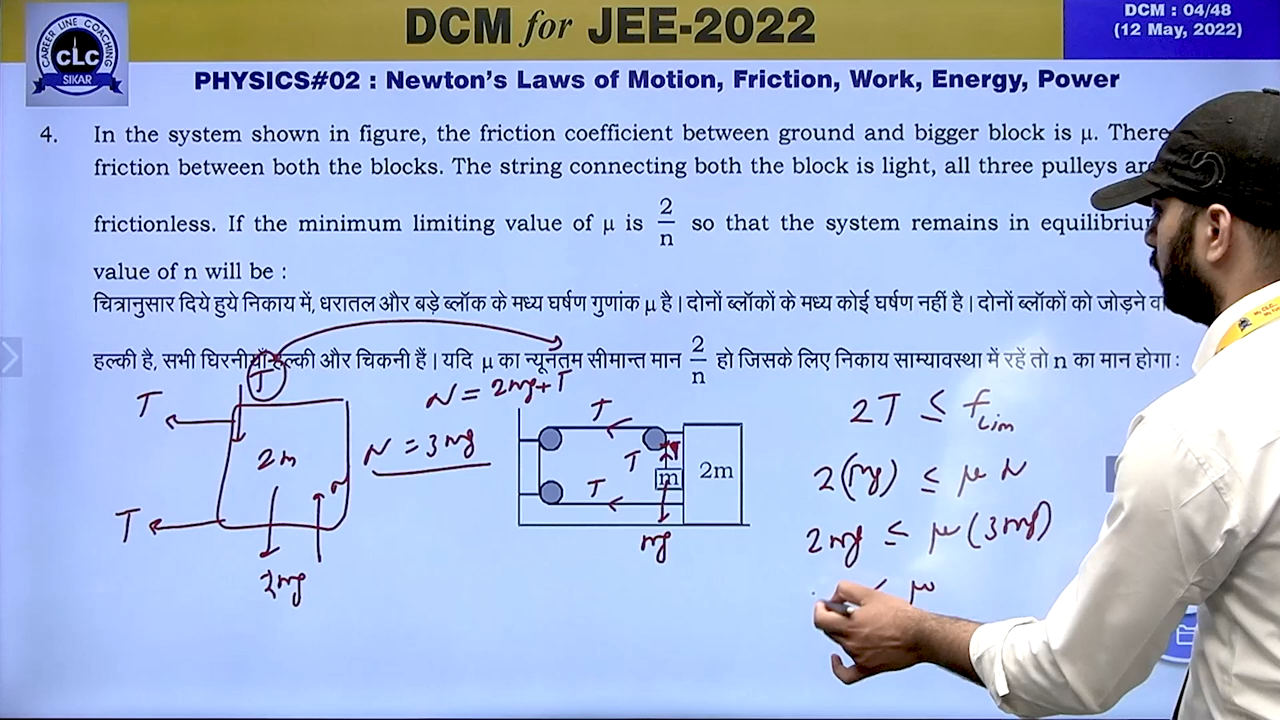 DCM for JEE-2022
DCM : 04/48
(12 May, 2022)
CAREER LINE COACHING
CLC
SIKAR
PHYSICS#02 : Newton's Laws of Motion, Friction, Work, Energy, Power
4. In the system shown in figure, the friction coefficient between ground and bigger block is μ. There
friction between both the blocks. The string connecting both the block is light, all three pulleys
frictionless. If the minimum limiting value of μ is 2/n so that the system remains in
value of n will be :
चित्रानुसार दिये हुये निकाय में, धरातल और बड़े ब्लॉक के मध्य घर्षण गुणांक μ है। दोनों ब्लॉकों के मध्य कोई घर्षण नहीं है। दोनों ब्लॉकों को जोड़ने
हल्की है, सभी घिरनीयाँ हल्की और चिकनी हैं। यदि μ का न्यूनतम सीमान्त मान 2/n हो जिसके लिए निकाय साम्यावस्था में रहें तो n का मान होगा :
T
T
2m
N
T
2mg
N = 2mg + T
N = 3mg
T
T
m
2m
T
mg
2T ≤ fLim
2(mg) ≤ μ N
2mg ≤ μ(3mg)
≤ μ